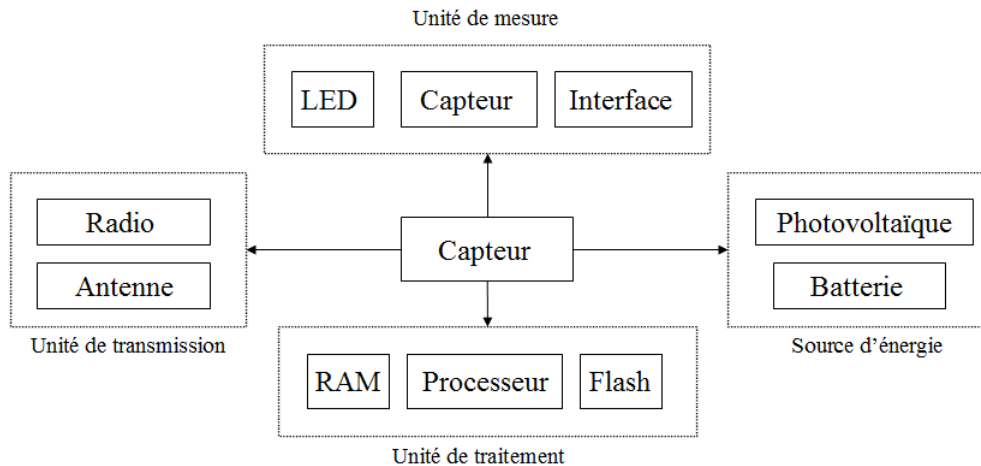 Unité de mesure
LED
Capteur
Interface
Radio
Antenne
Unité de transmission
Capteur
Photovoltaïque
Batterie
Source d'énergie
RAM
Processeur
Flash
Unité de traitement